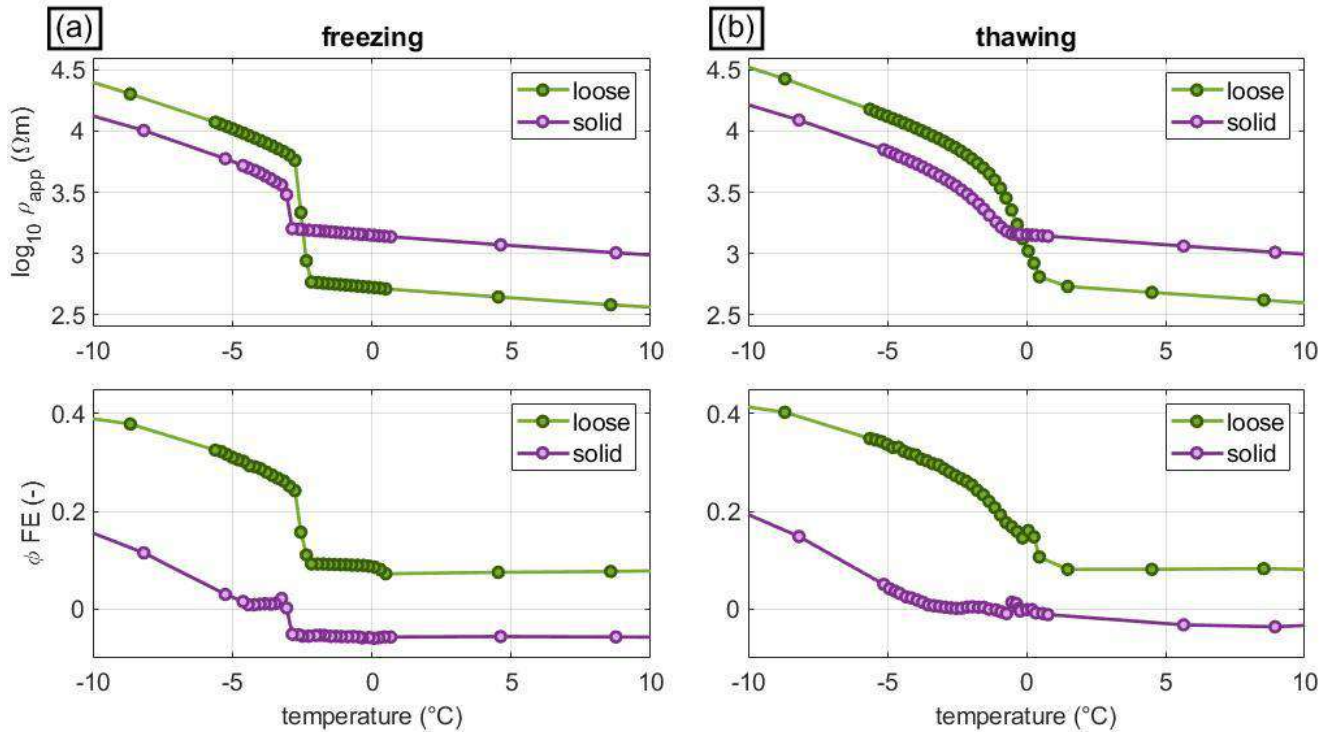 (a) freezing
4.5
4
3.5
3
2.5
log10 ρapp (Ωm)
loose
solid
-10 -5 0 5 10
0.4
0.2
0
ϕ FE (-)
loose
solid
-10 -5 0 5 10
temperature (°C)
(b) thawing
4.5
4
3.5
3
2.5
loose
solid
-10 -5 0 5 10
0.4
0.2
0
loose
solid
-10 -5 0 5 10
temperature (°C)